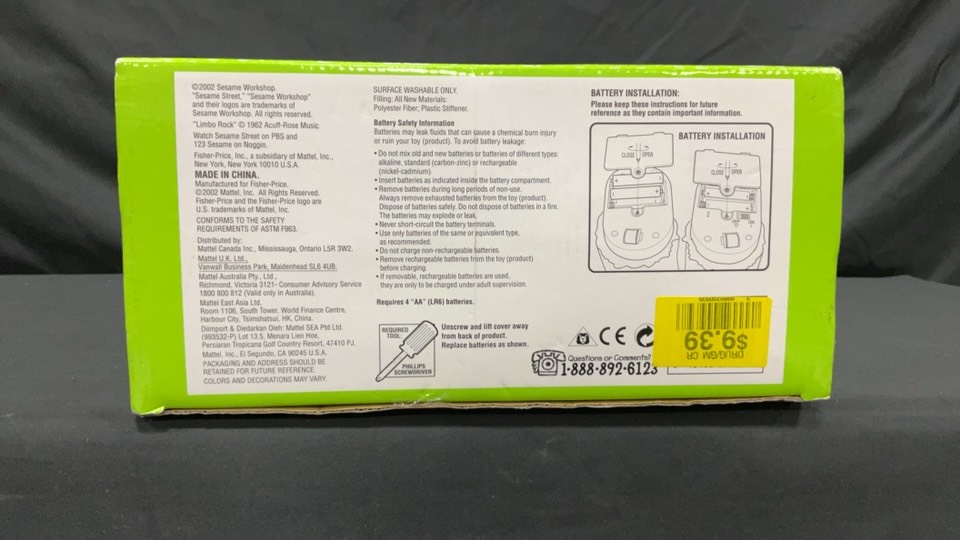 ©2002 Sesame Workshop.
"Sesame Street," "Sesame Workshop"
and their logos are trademarks of
Sesame Workshop. All rights reserved.
"Limbo Rock" © 1962 Acuff-Rose Music
Watch Sesame Street on PBS and
123 Sesame on Noggin.
Fisher-Price, Inc., a subsidiary of Mattel, Inc.,
New York, New York 10010 U.S.A.
MADE IN CHINA.
Manufactured for Fisher-Price.
©2002 Mattel, Inc. All Rights Reserved.
Fisher-Price and the Fisher-Price logo are
U.S. trademarks of Mattel, Inc.
CONFORMS TO THE SAFETY
REQUIREMENTS OF ASTM F963.
Distributed by:
Mattel Canada Inc., Mississauga, Ontario L5R 3W2.
Mattel U.K. Ltd.,
Vanwall Business Park, Maidenhead SL6 4UB.
Mattel Australia Pty., Ltd.,
Richmond, Victoria 3121- Consumer Advisory Service
1800 800 812 (Valid only in Australia).
Mattel East Asia Ltd,
Room 1106, South Tower, World Finance Centre,
Harbour City, Tsimshatsui, HK, China.
Diimport & Diedarkan Oleh: Mattel SEA Ptd Ltd.
(993532-P) Lot 13.5, Menara Lien Hoe,
Persiaran Tropicana Golf Country Resort, 47410 PJ.
Mattel, Inc., El Segundo, CA 90245 U.S.A.
PACKAGING AND ADDRESS SHOULD BE
RETAINED FOR FUTURE REFERENCE.
COLORS AND DECORATIONS MAY VARY.
SURFACE WASHABLE ONLY.
Filling: All New Materials:
Polyester Fiber; Plastic Stiffener.
Battery Safety Information
Batteries may leak fluids that can cause a chemical burn injury
or ruin your toy (product). To avoid battery leakage:
• Do not mix old and new batteries or batteries of different types:
alkaline, standard (carbon-zinc) or rechargeable
(nickel-cadmium).
• Insert batteries as indicated inside the battery compartment.
• Remove batteries during long periods of non-use.
Always remove exhausted batteries from the toy (product).
Dispose of batteries safely. Do not dispose of batteries in a fire.
The batteries may explode or leak.
• Never short-circuit the battery terminals.
• Use only batteries of the same or equivalent type,
as recommended.
• Do not charge non-rechargeable batteries.
• Remove rechargeable batteries from the toy (product)
before charging.
• If removable, rechargeable batteries are used,
they are only to be charged under adult supervision.
Requires 4 "AA" (LR6) batteries.
REQUIRED
TOOL:
PHILLIPS
SCREWDRIVER
Unscrew and lift cover away
from back of product.
Replace batteries as shown.
BATTERY INSTALLATION:
Please keep these instructions for future
reference as they contain important information.
BATTERY INSTALLATION
CLOSE OPEN
CLOSE OPEN
CE
Questions or Comments?
1-888-892-6123
DRUG/GM CR
$9.39